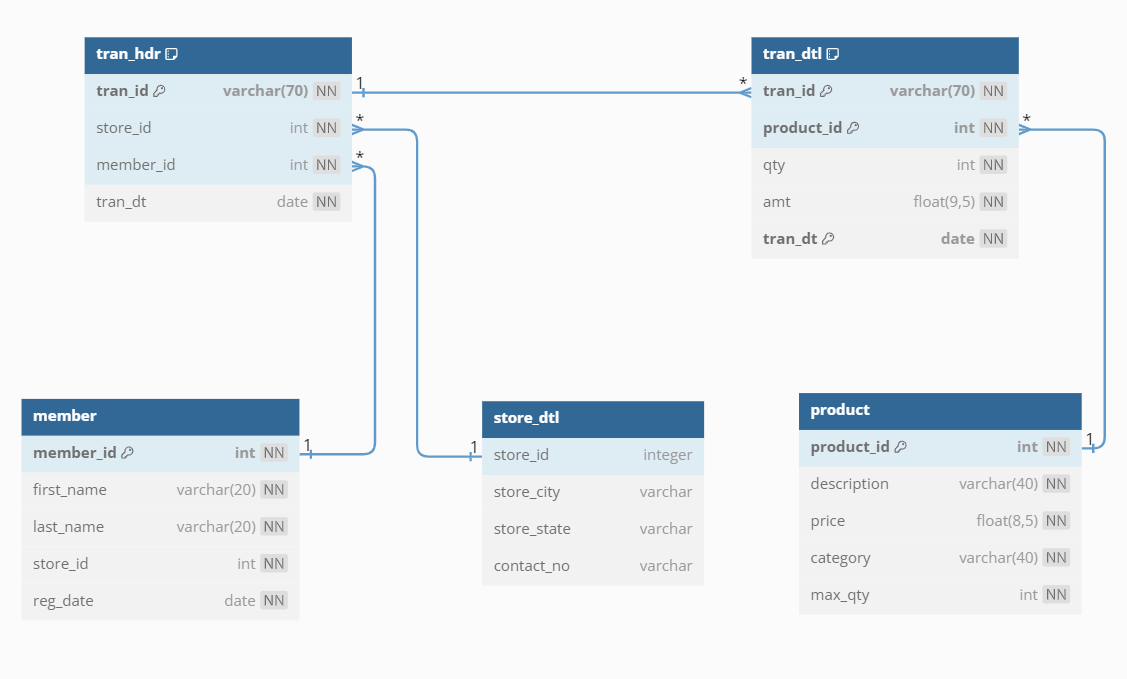 tran_hdr
tran_id varchar(70) NN
store_id int NN
member_id int NN
tran_dt date NN
1
*
*
*
tran_dtl
tran_id varchar(70) NN
product_id int NN
qty int NN
amt float(9,5) NN
tran_dt date NN
*
member
member_id int NN
first_name varchar(20) NN
last_name varchar(20) NN
store_id int NN
reg_date date NN
1
store_dtl
store_id integer
store_city varchar
store_state varchar
contact_no varchar
1
product
product_id int NN
description varchar(40) NN
price float(8,5) NN
category varchar(40) NN
max_qty int NN
1